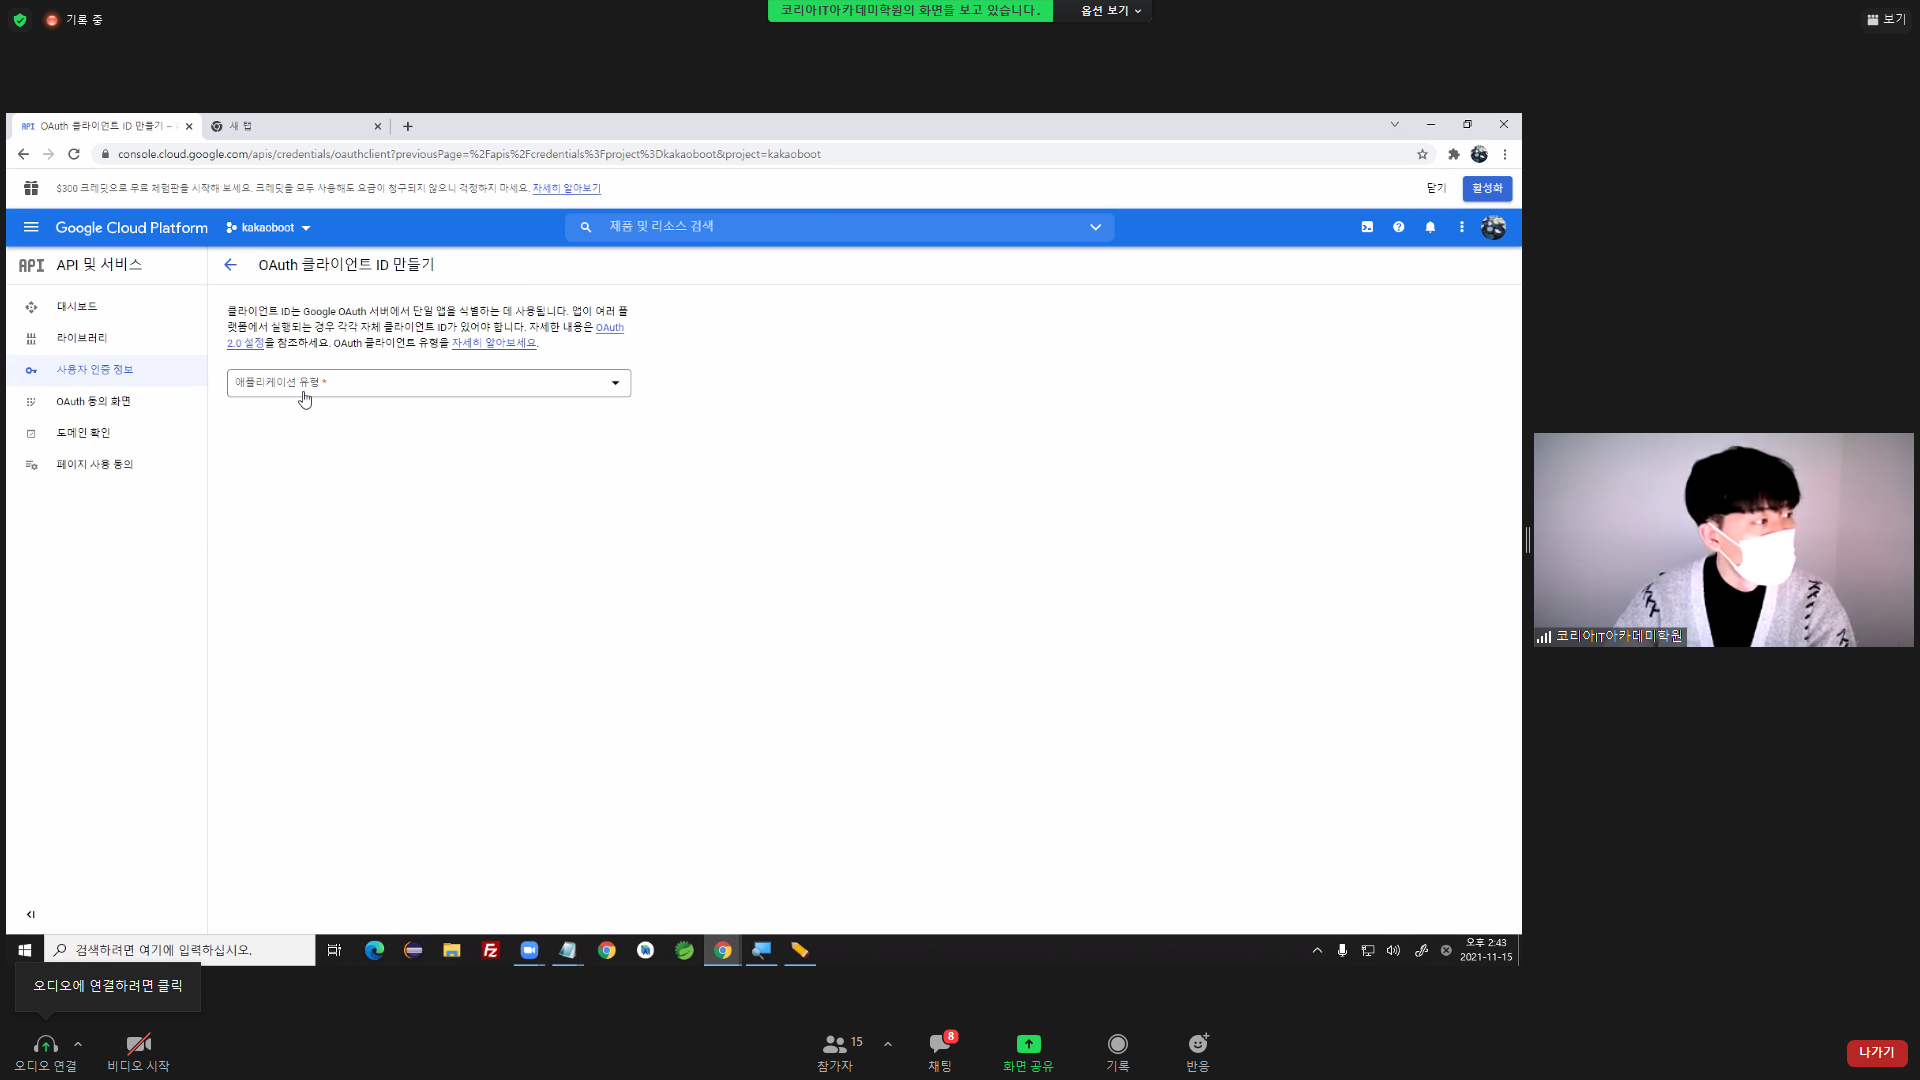 기록 중
코리아IT아카데미학원의 화면을 보고 있습니다.
옵션 보기
보기
API OAuth 클라이언트 ID 만들기 –
새 탭
console.cloud.google.com/apis/credentials/oauthclient?previousPage=%2Fapis%2Fcredentials%3Fproject%3Dkakaoboot&project=kakaoboot
$300 크레딧으로 무료 체험판을 시작해 보세요. 크레딧을 모두 사용해도 요금이 청구되지 않으니 걱정하지 마세요. 자세히 알아보기
닫기
활성화
Google Cloud Platform
kakaoboot
제품 및 리소스 검색
API API 및 서비스
OAuth 클라이언트 ID 만들기
대시보드
라이브러리
사용자 인증 정보
OAuth 동의 화면
도메인 확인
페이지 사용 동의
클라이언트 ID는 Google OAuth 서버에서 단일 앱을 식별하는 데 사용됩니다. 앱이 여러 플
랫폼에서 실행되는 경우 각각 자체 클라이언트 ID가 있어야 합니다. 자세한 내용은 OAuth
2.0 설정을 참조하세요. OAuth 클라이언트 유형을 자세히 알아보세요.
애플리케이션 유형 *
코리아IT아카데미학원
검색하려면 여기에 입력하십시오.
Fz
오후 2:43
2021-11-15
오디오에 연결하려면 클릭
오디오 연결
비디오 시작
15
참가자
8
채팅
화면 공유
기록
반응
나가기